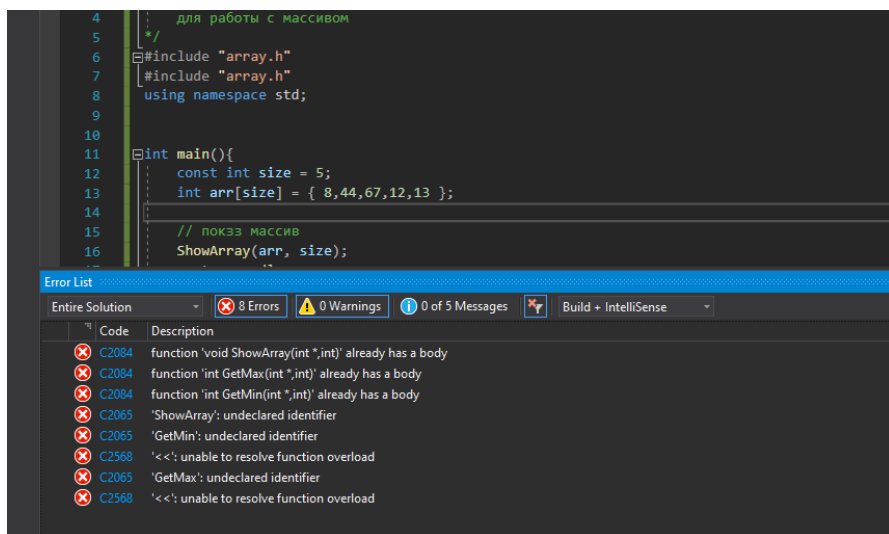 4 для работы с массивом
5 */
6 #include "array.h"
7 #include "array.h"
8 using namespace std;
9
10
11 int main(){
12 const int size = 5;
13 int arr[size] = { 8,44,67,12,13 };
14
15 // покзз массив
16 ShowArray(arr, size);
Error List
Entire Solution 8 Errors 0 Warnings 0 of 5 Messages Build + IntelliSense
Code Description
C2084 function 'void ShowArray(int *,int)' already has a body
C2084 function 'int GetMax(int *,int)' already has a body
C2084 function 'int GetMin(int *,int)' already has a body
C2065 'ShowArray': undeclared identifier
C2065 'GetMin': undeclared identifier
C2568 '<<': unable to resolve function overload
C2065 'GetMax': undeclared identifier
C2568 '<<': unable to resolve function overload